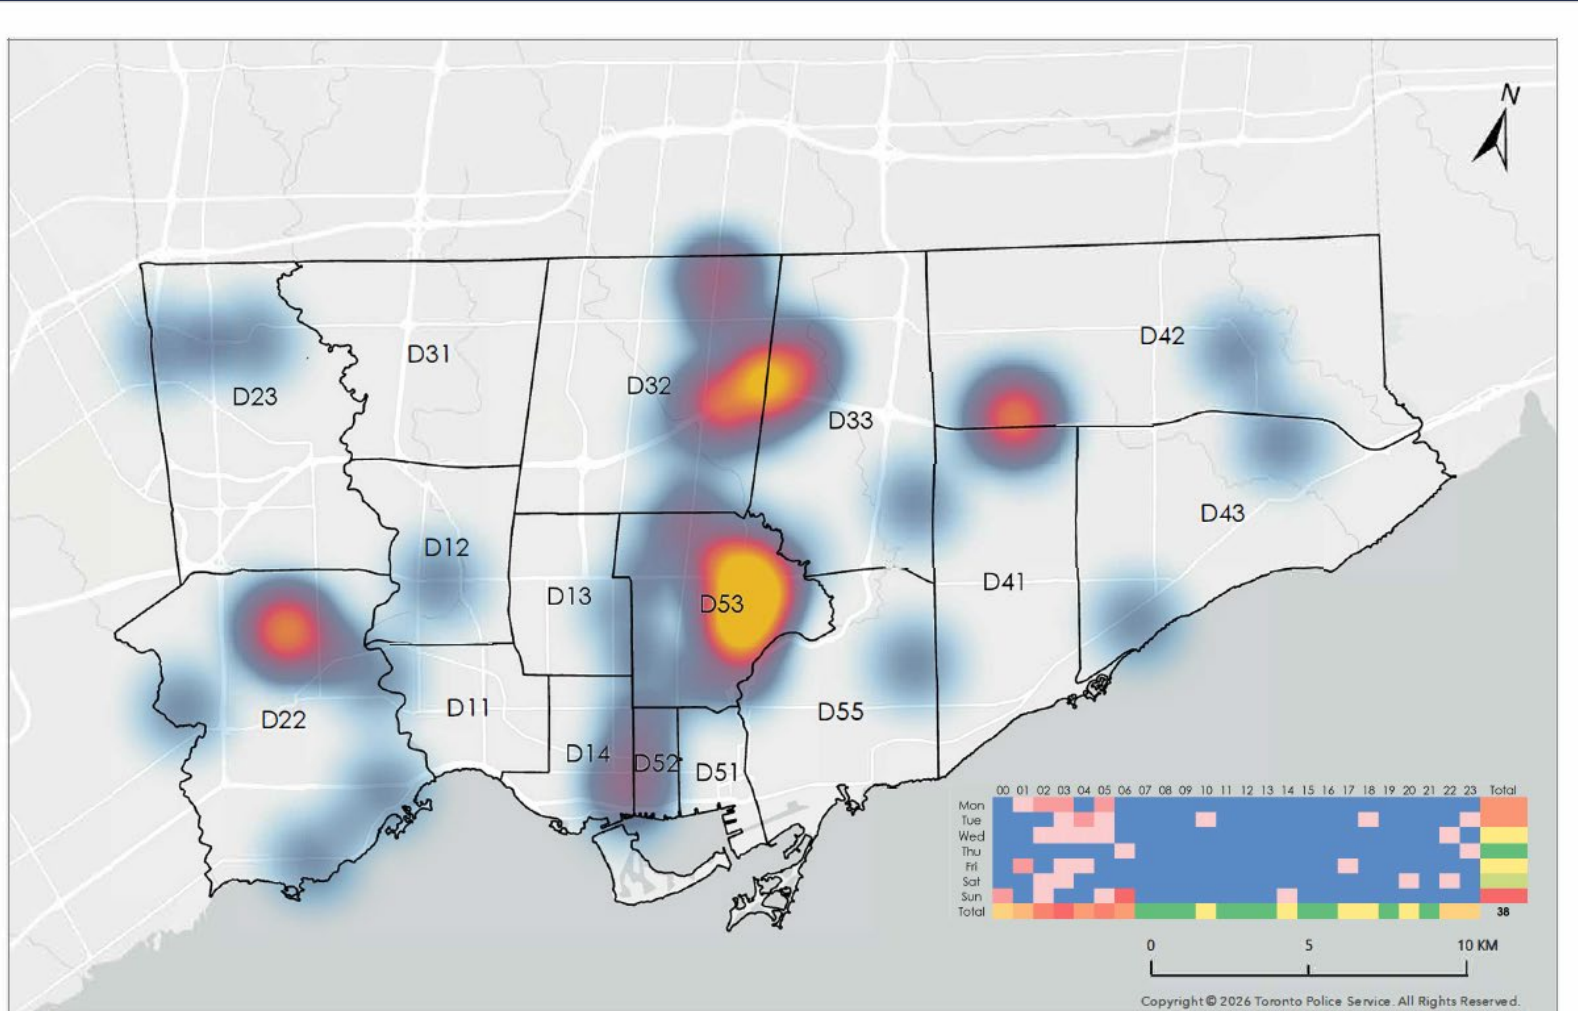 N
D31
D42
D23
D32
D33
D43
D12
D41
D13
D53
D22
D11
D55
D14
D52
D51
00 01 02 03 04 05 06 07 08 09 10 11 12 13 14 15 16 17 18 19 20 21 22 23 Total
Mon
Tue
Wed
Thu
Fri
Sat
Sun
Total 38
0 5 10 KM
Copyright © 2026 Toronto Police Service. All Rights Reserved.